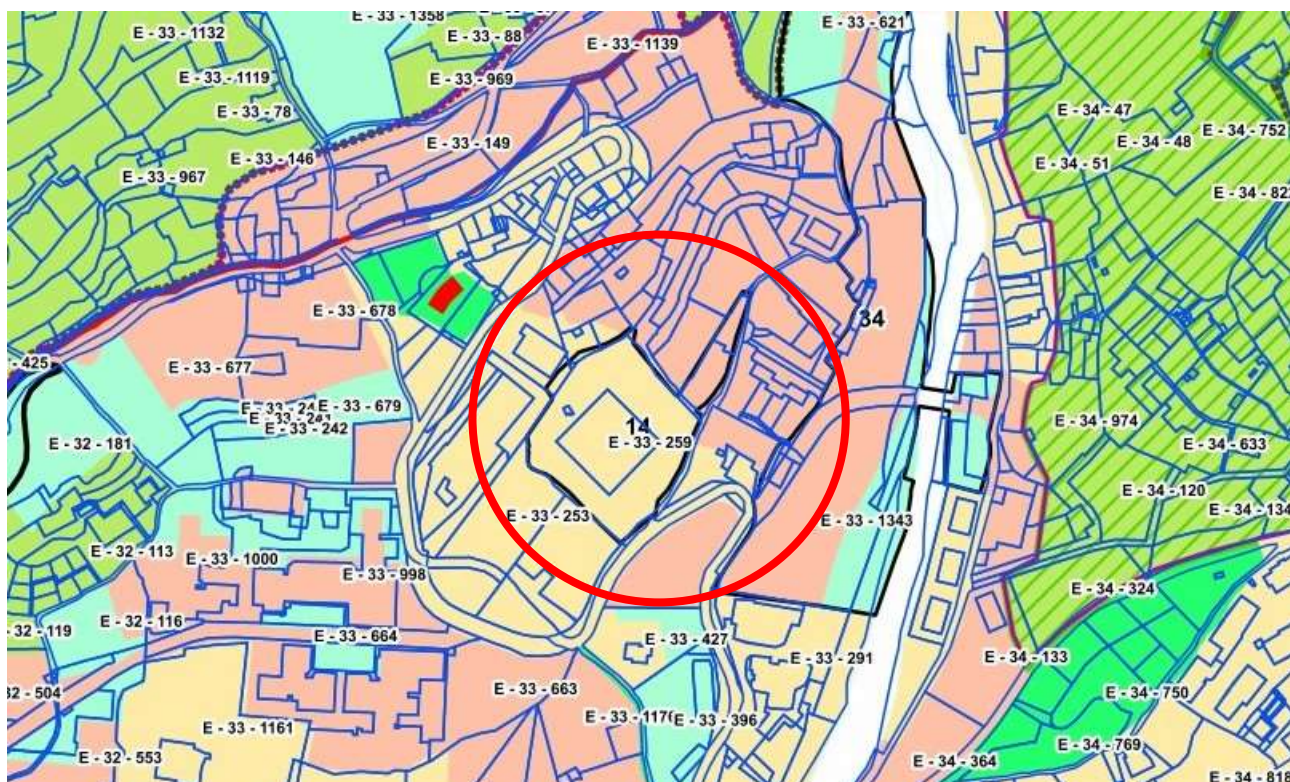 E - 33 - 1358
E - 33 - 1132
E - 33 - 88
E - 33 - 621
E - 33 - 1139
E - 33 - 1119
E - 33 - 969
E - 33 - 78
E - 34 - 47
E - 34 - 48
E - 34 - 752
E - 33 - 149
E - 33 - 146
E - 34 - 51
E - 33 - 967
E - 34 - 82
E - 33 - 678
34
- 425
E - 33 - 677
E - 33 - 679
E - 33 - 242
14
E - 33 - 259
E - 32 - 181
E - 34 - 974
E - 34 - 633
E - 34 - 120
E - 33 - 253
E - 33 - 1343
E - 34 - 134
E - 32 - 113
E - 33 - 1000
E - 33 - 998
E - 34 - 324
E - 32 - 119
E - 32 - 116
E - 33 - 664
E - 33 - 427
E - 33 - 291
E - 34 - 133
32 - 504
E - 33 - 663
E - 34 - 750
E - 33 - 1161
E - 33 - 396
E - 34 - 769
E - 32 - 553
E - 34 - 364
E - 34 - 818